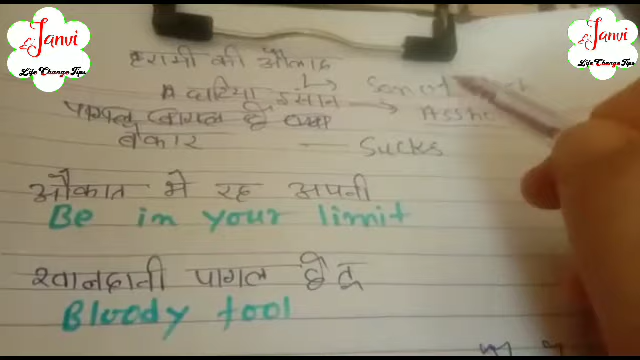 Janvi
Life Change Tips
Janvi
Life Change Tips
हरामी की औलाद
घटिया इंसान
पागल है क्या
बेकार — Sucks
औकात मे रह अपनी
Be in your limit
खानदानी पागल है तू
Bloody fool